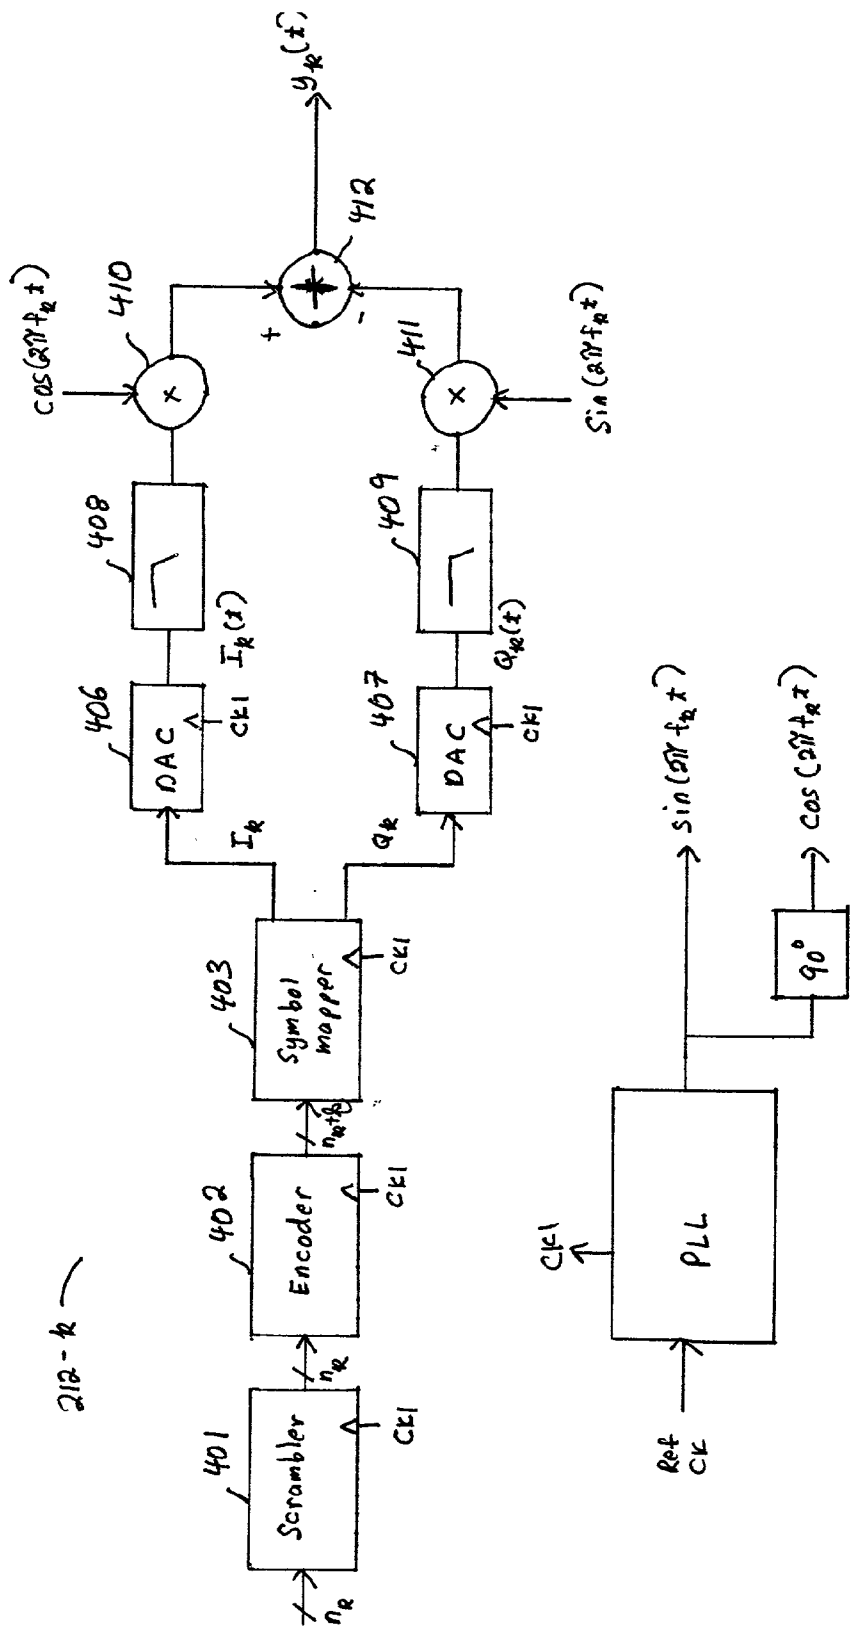 212-k
n_k
401
Scrambler
CK1
n_k
402
Encoder
CK1
403
Symbol
mapper
CK1
I_k
Q_k
406
DAC
CK1
I_k(t)
407
DAC
CK1
Q_k(t)
408
409
cos(2πf_k t)
410
x
411
x
sin(2πf_k t)
+
-
+
412
y_k(t)
Ref
CK
CK1
PLL
90°
sin(2πf_k t)
cos(2πf_k t)